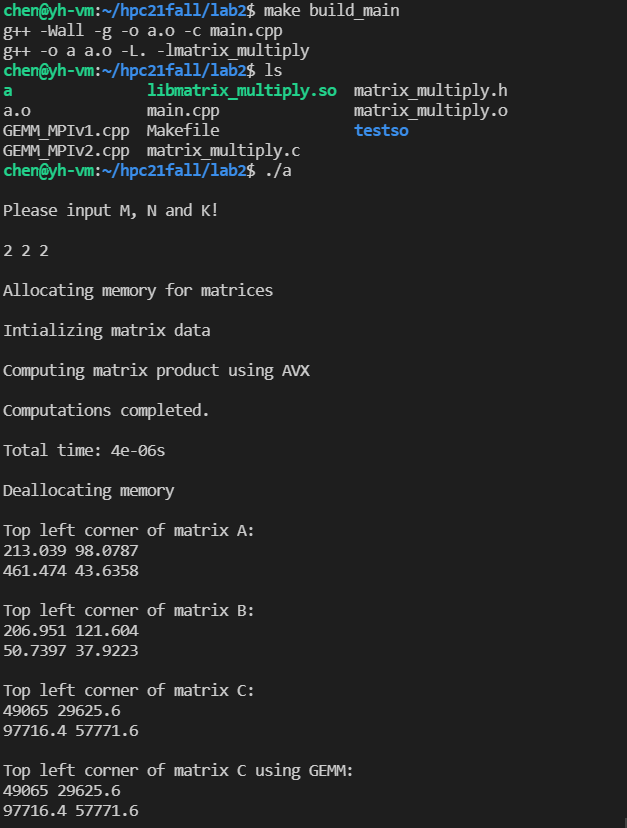 chen@yh-vm:~/hpc21fall/lab2$ make build_main
g++ -Wall -g -o a.o -c main.cpp
g++ -o a a.o -L. -lmatrix_multiply
chen@yh-vm:~/hpc21fall/lab2$ ls
a libmatrix_multiply.so matrix_multiply.h
a.o main.cpp matrix_multiply.o
GEMM_MPIv1.cpp Makefile testso
GEMM_MPIv2.cpp matrix_multiply.c
chen@yh-vm:~/hpc21fall/lab2$ ./a
Please input M, N and K!
2 2 2
Allocating memory for matrices
Intializing matrix data
Computing matrix product using AVX
Computations completed.
Total time: 4e-06s
Deallocating memory
Top left corner of matrix A:
213.039 98.0787
461.474 43.6358
Top left corner of matrix B:
206.951 121.604
50.7397 37.9223
Top left corner of matrix C:
49065 29625.6
97716.4 57771.6
Top left corner of matrix C using GEMM:
49065 29625.6
97716.4 57771.6